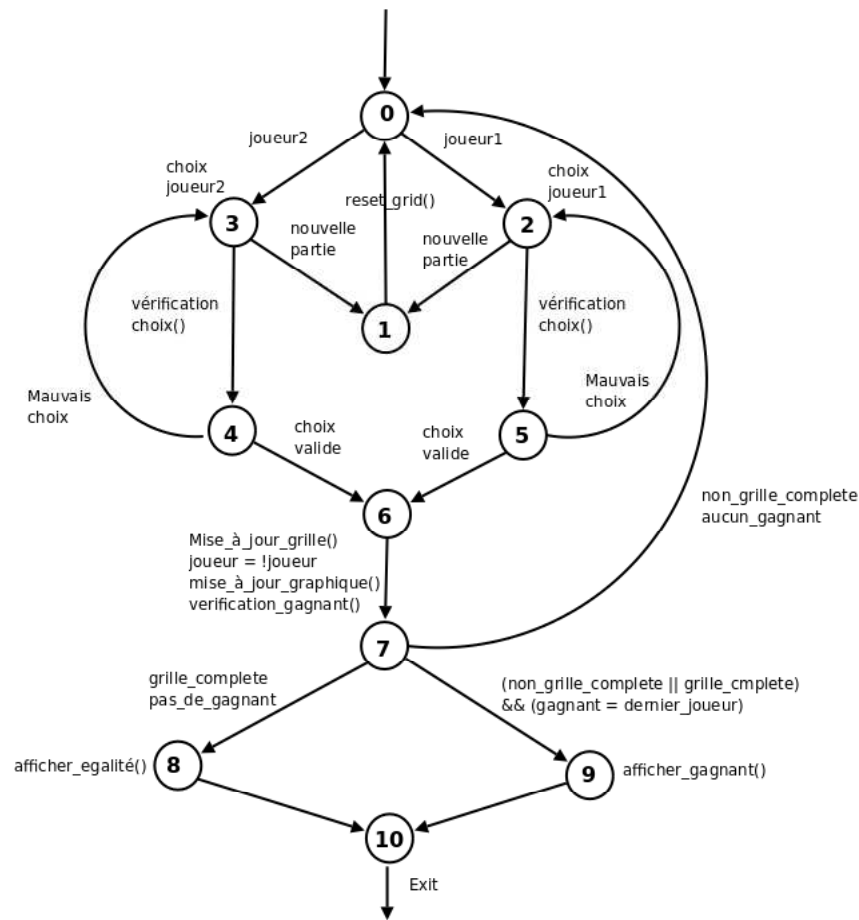 0
joueur2
joueur1
choix
joueur2
choix
joueur1
reset_grid()
3
2
nouvelle
partie
nouvelle
partie
vérification
choix()
1
vérification
choix()
Mauvais
choix
Mauvais
choix
4
choix
valide
choix
valide
5
non_grille_complete
aucun_gagnant
6
Mise_à_jour_grille()
joueur = !joueur
mise_à_jour_graphique()
verification_gagnant()
7
grille_complete
pas_de_gagnant
(non_grille_complete || grille_cmplete)
&& (gagnant = dernier_joueur)
afficher_egalité()
8
9
afficher_gagnant()
10
Exit